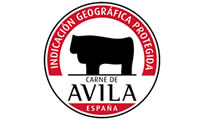 INDICACIÓN GEOGRÁFICA PROTEGIDA
CARNE DE
AVILA
ESPAÑA